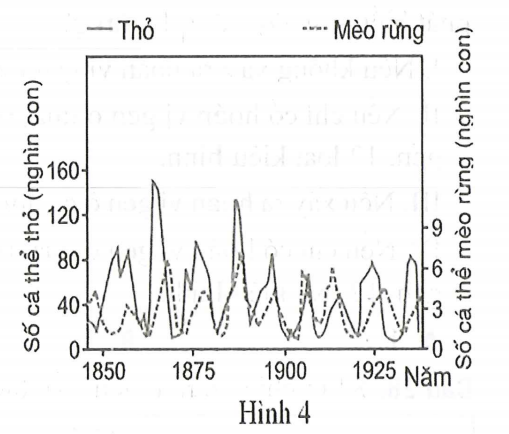 Thỏ
Mèo rừng
Số cá thể thỏ (nghìn con)
160
120
80
40
0
Số cá thể mèo rừng (nghìn con)
9
6
3
0
1850
1875
1900
1925
Năm
Hình 4